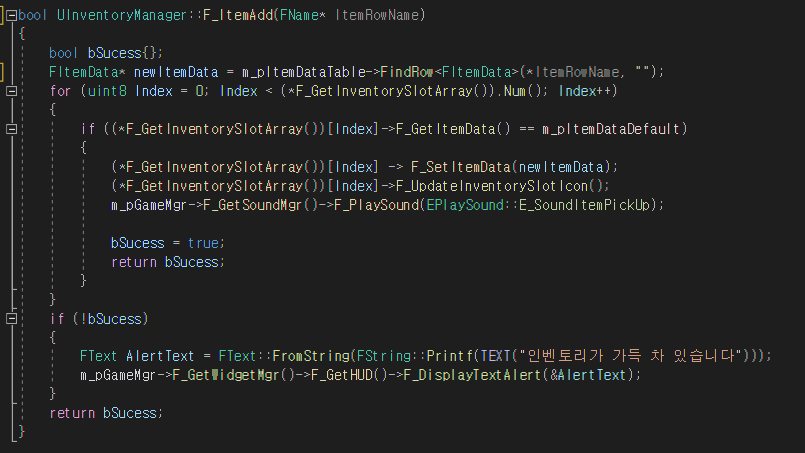 bool UInventoryManager::F_ItemAdd(FName* ItemRowName)
{
bool bSucess{};
FItemData* newItemData = m_pItemDataTable->FindRow<FItemData>(*ItemRowName, "");
for (uint8 Index = 0; Index < (*F_GetInventorySlotArray()).Num(); Index++)
{
if ((*F_GetInventorySlotArray())[Index]->F_GetItemData() == m_pItemDataDefault)
{
(*F_GetInventorySlotArray())[Index] -> F_SetItemData(newItemData);
(*F_GetInventorySlotArray())[Index]->F_UpdateInventorySlotIcon();
m_pGameMgr->F_GetSoundMgr()->F_PlaySound(EPlaySound::E_SoundItemPickUp);
bSucess = true;
return bSucess;
}
}
if (!bSucess)
{
FText AlertText = FText::FromString(FString::Printf(TEXT("인벤토리가 가득 차 있습니다")));
m_pGameMgr->F_GetWidgetMgr()->F_GetHUD()->F_DisplayTextAlert(&AlertText);
}
return bSucess;
}